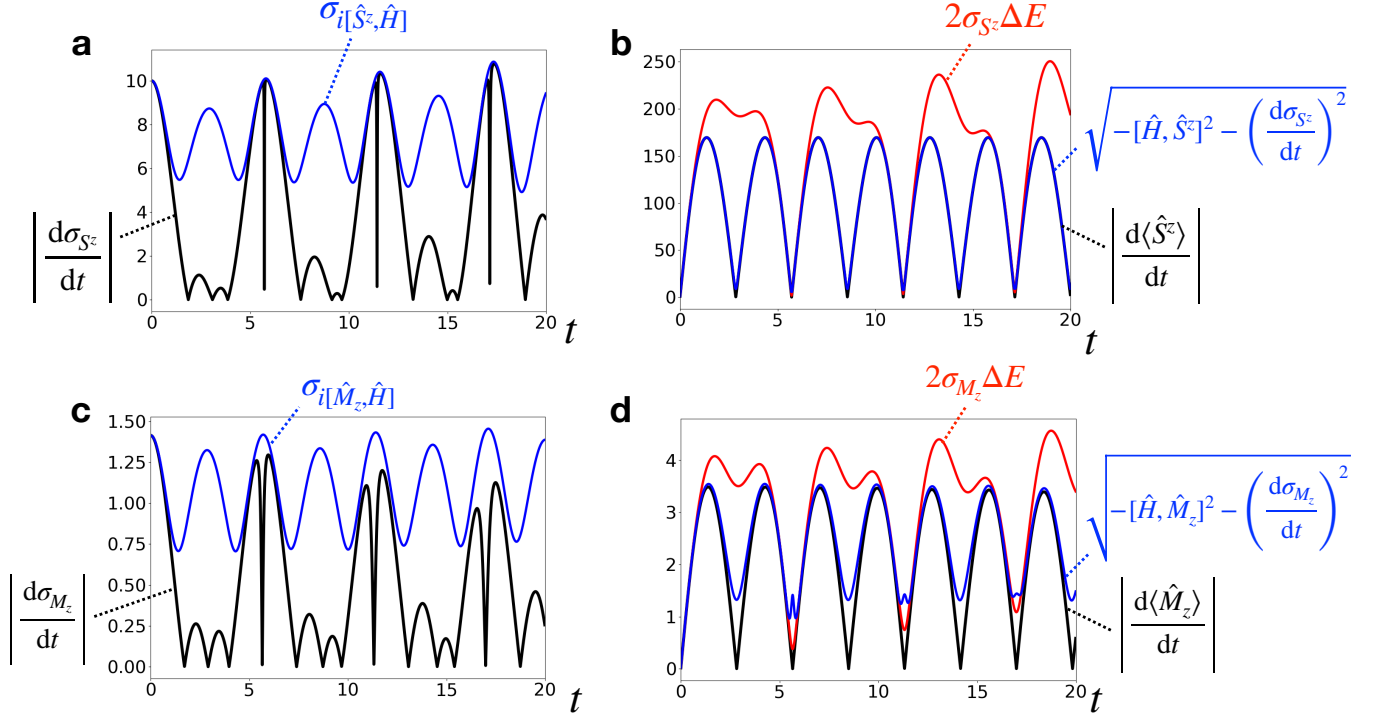 a
σ_{i[Ŝ^z,Ĥ]}
10
8
6
4
2
0
|dσ_{S^z}/dt|
0 5 10 15 20
t
b
2σ_{S^z}ΔE
250
200
150
100
50
0
√(−[Ĥ, Ŝ^z]^2 − (dσ_{S^z}/dt)^2)
|d⟨Ŝ^z⟩/dt|
0 5 10 15 20
t
c
σ_{i[M̂_z,Ĥ]}
1.50
1.25
1.00
0.75
0.50
0.25
0.00
|dσ_{M_z}/dt|
0 5 10 15 20
t
d
2σ_{M_z}ΔE
4
3
2
1
0
√(−[Ĥ, M̂_z]^2 − (dσ_{M_z}/dt)^2)
|d⟨M̂_z⟩/dt|
0 5 10 15 20
t